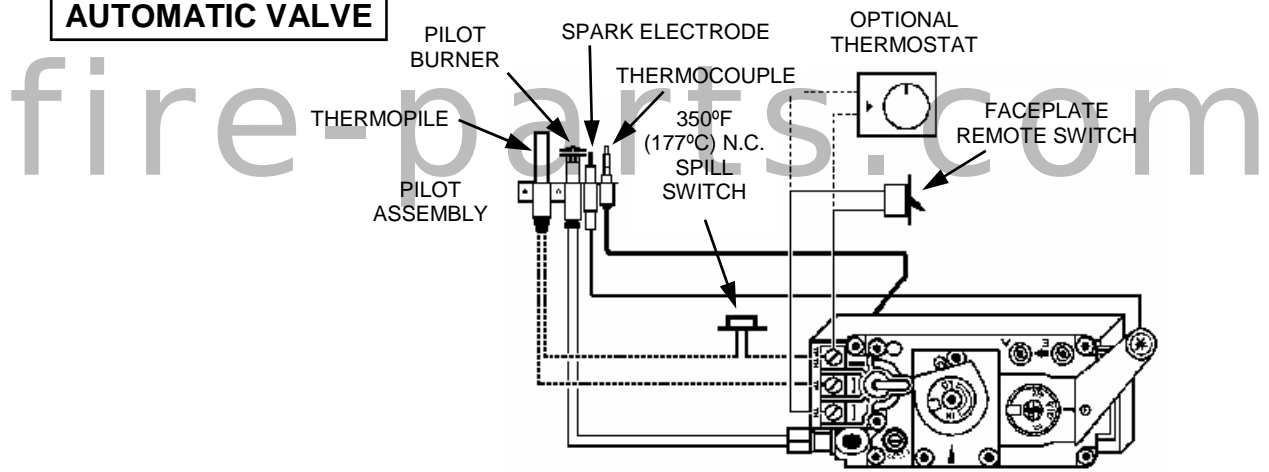 AUTOMATIC VALVE
PILOT
BURNER
SPARK ELECTRODE
OPTIONAL
THERMOSTAT
fire-parts.com
THERMOPILE
THERMOCOUPLE
350ºF
(177ºC) N.C.
SPILL
SWITCH
FACEPLATE
REMOTE SWITCH
PILOT
ASSEMBLY